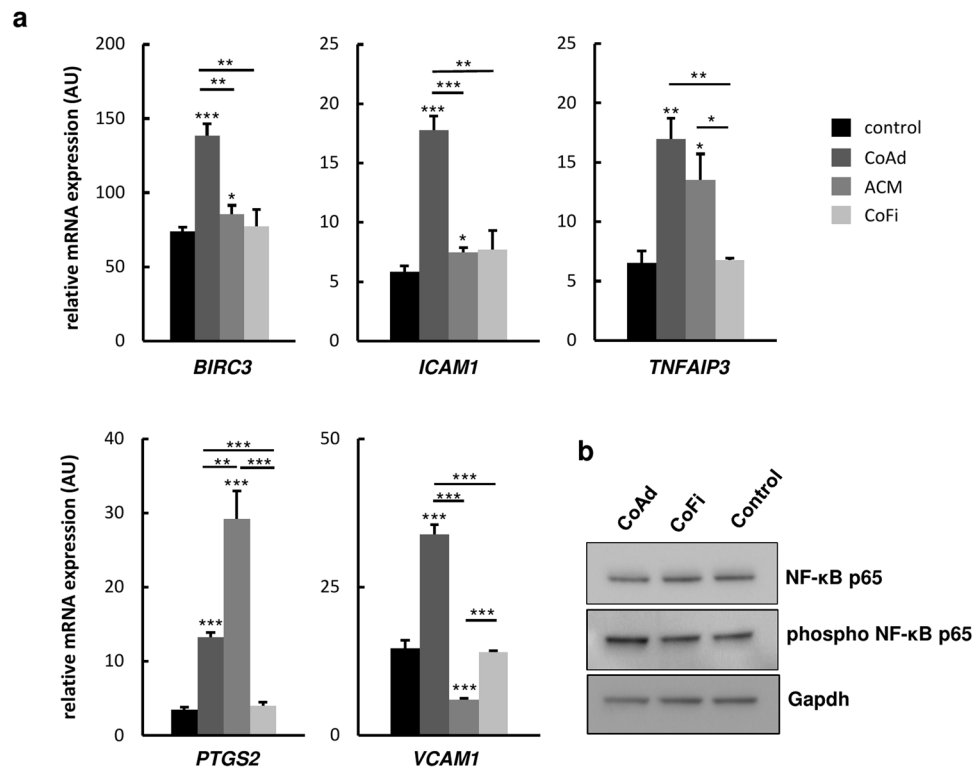 a
relative mRNA expression (AU)
200
150
100
50
0
**
**
***
*
BIRC3
25
20
15
10
5
0
**
***
***
*
ICAM1
25
20
15
10
5
0
**
*
**
*
TNFAIP3
control
CoAd
ACM
CoFi
relative mRNA expression (AU)
40
30
20
10
0
***
** ***
***
***
PTGS2
50
25
0
***
***
***
***
***
VCAM1
b
CoAd
CoFi
Control
NF-κB p65
phospho NF-κB p65
Gapdh